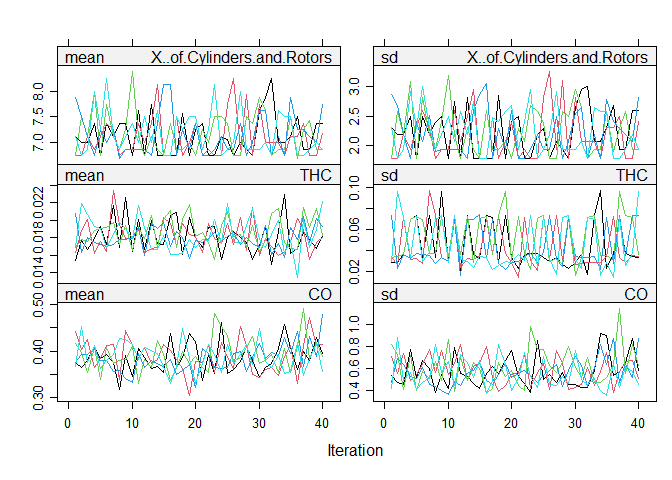 mean X..of.Cylinders.and.Rotors
sd X..of.Cylinders.and.Rotors
7.0 7.5 8.0
2.0 2.5 3.0
mean THC
sd THC
0.014 0.018 0.022
0.02 0.06 0.10
mean CO
sd CO
0.30 0.40 0.50
0.4 0.6 0.8 1.0
0 10 20 30 40
0 10 20 30 40
Iteration